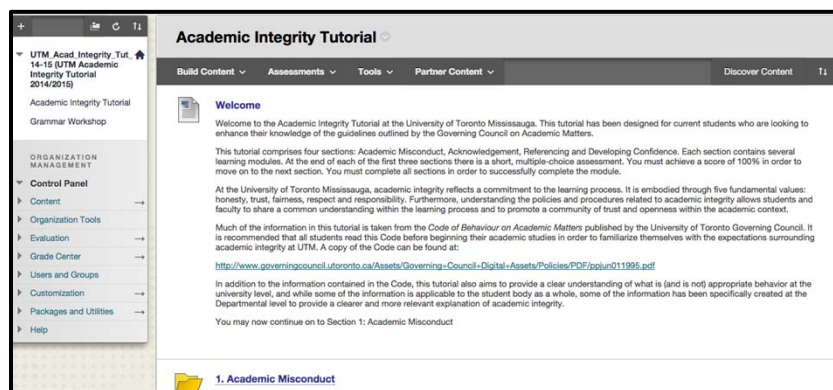 UTM_Acad_Integrity_Tut_
14-15 (UTM Academic
Integrity Tutorial
2014/2015)
Academic Integrity Tutorial
Grammar Workshop
ORGANIZATION
MANAGEMENT
Control Panel
Content
Organization Tools
Evaluation
Grade Center
Users and Groups
Customization
Packages and Utilities
Help
Academic Integrity Tutorial
Build Content Assessments Tools Partner Content Discover Content
Welcome
Welcome to the Academic Integrity Tutorial at the University of Toronto Mississauga. This tutorial has been designed for current students who are looking to
enhance their knowledge of the guidelines outlined by the Governing Council on Academic Matters.
This tutorial comprises four sections: Academic Misconduct, Acknowledgement, Referencing and Developing Confidence. Each section contains several
learning modules. At the end of each of the first three sections there is a short, multiple-choice assessment. You must achieve a score of 100% in order to
move on to the next section. You must complete all sections in order to successfully complete the module.
At the University of Toronto Mississauga, academic integrity reflects a commitment to the learning process. It is embodied through five fundamental values:
honesty, trust, fairness, respect and responsibility. Furthermore, understanding the policies and procedures related to academic integrity allows students and
faculty to share a common understanding within the learning process and to promote a community of trust and openness within the academic context.
Much of the information in this tutorial is taken from the Code of Behaviour on Academic Matters published by the University of Toronto Governing Council. It
is recommended that all students read this Code before beginning their academic studies in order to familiarize themselves with the expectations surrounding
academic integrity at UTM. A copy of the Code can be found at:
http://www.governingcouncil.utoronto.ca/Assets/Governing+Council+Digital+Assets/Policies/PDF/ppjun011995.pdf
In addition to the information contained in the Code, this tutorial also aims to provide a clear understanding of what is (and is not) appropriate behavior at the
university level, and while some of the information is applicable to the student body as a whole, some of the information has been specifically created at the
Departmental level to provide a clearer and more relevant explanation of academic integrity.
You may now continue on to Section 1: Academic Misconduct
1. Academic Misconduct